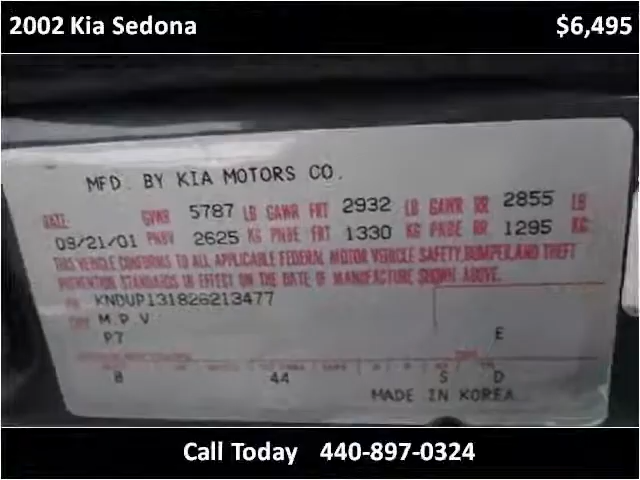 2002 Kia Sedona $6,495
MFD. BY KIA MOTORS CO.
DATE: GVWR 5787 LB GAWR FRT 2932 LB GAWR RR 2855 LB
09/21/01 PNBV 2625 KG PNBE FRT 1330 KG PNBE RR 1295 KG
THIS VEHICLE CONFORMS TO ALL APPLICABLE FEDERAL MOTOR VEHICLE SAFETY,BUMPER,AND THEFT
PREVENTION STANDARDS IN EFFECT ON THE DATE OF MANUFACTURE SHOWN ABOVE.
KNDUP131826213477
M.P.V
P7 E
8 44 S D
MADE IN KOREA
Call Today 440-897-0324